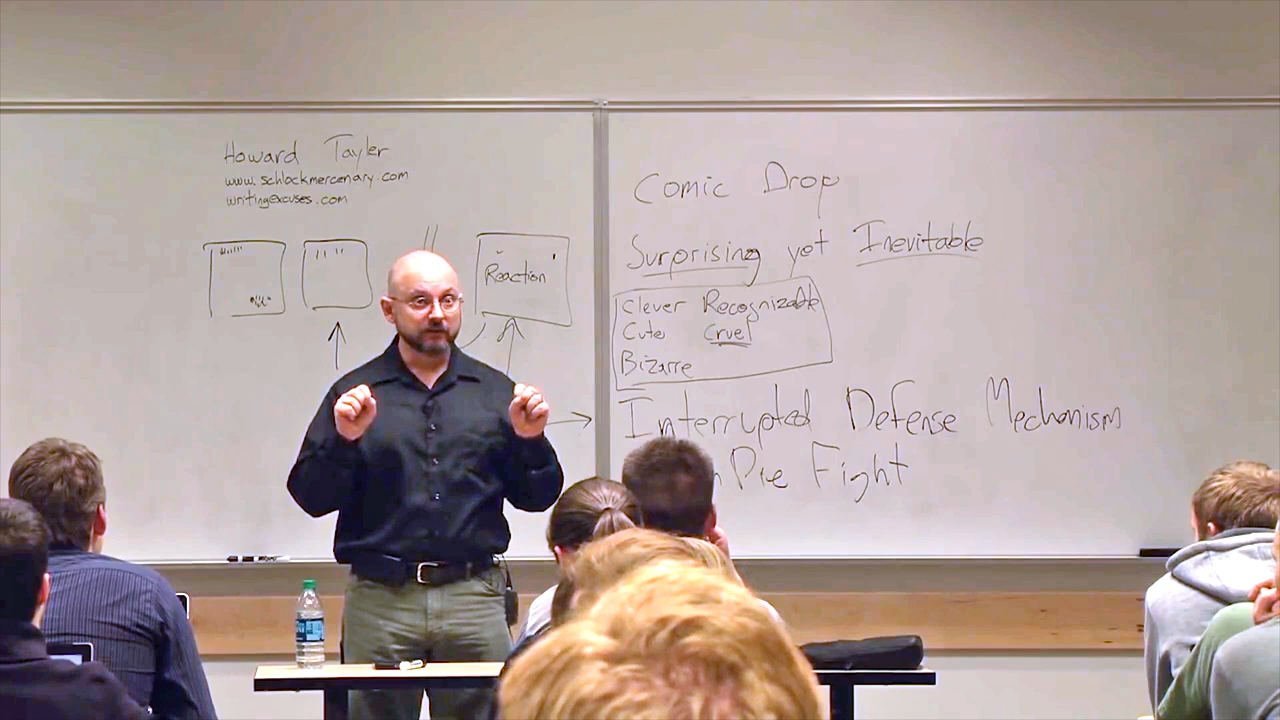 Howard Tayler
www.schlockmercenary.com
writingexcuses.com
Reaction
Comic Drop
Surprising yet Inevitable
Clever Recognizable
Cute Cruel
Bizarre
Interrupted Defense Mechanism
Pie Fight